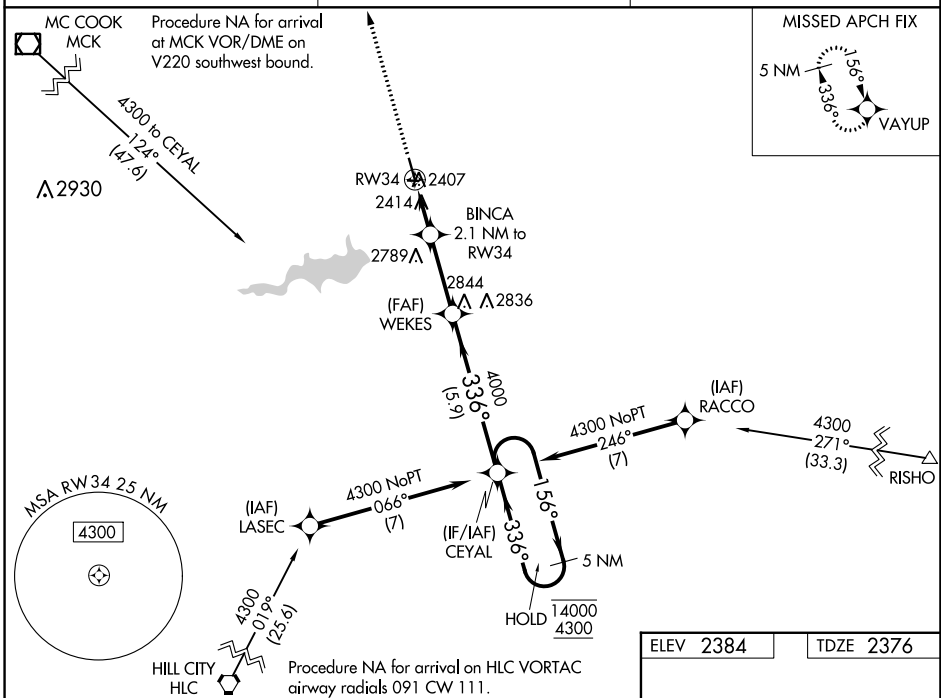 MC COOK
MCK
Procedure NA for arrival
at MCK VOR/DME on
V220 southwest bound.
MISSED APCH FIX
5 NM
156°
336°
VAYUP
4300 to CEYAL
124°
(47.6)
2930
RW34
2407
2414
BINCA
2.1 NM to
RW34
2789
2844
2836
(FAF)
WEKES
4000
336°
(5.9)
(IAF)
RACCO
4300 NoPT
246°
(7)
4300
271°
(33.3)
RISHO
MSA RW34 25 NM
4300
(IAF)
LASEC
4300 NoPT
066°
(7)
(IF/IAF)
CEYAL
156°
336°
5 NM
HOLD
14000
4300
4300
019°
(25.6)
HILL CITY
HLC
Procedure NA for arrival on HLC VORTAC
airway radials 091 CW 111.
ELEV 2384
TDZE 2376